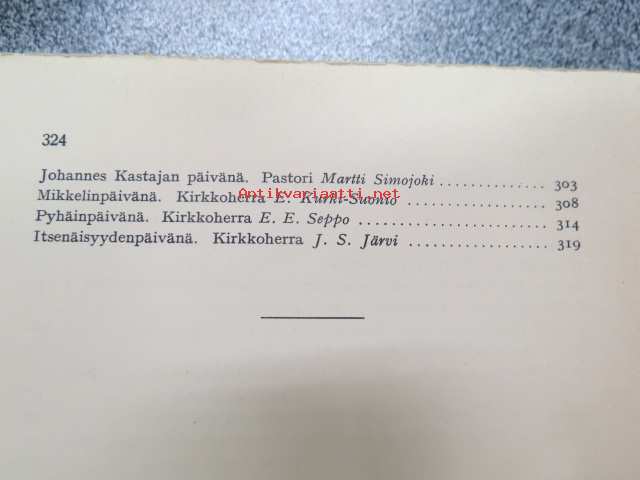 324
Johannes Kastajan päivänä. Pastori Martti Simojoki .............. 303
Mikkelinpäivänä. Kirkkoherra E. Kurki-Suonio .................. 308
Antikvariaatti.net
Pyhäinpäivänä. Kirkkoherra E. E. Seppo ........................ 314
Itsenäisyydenpäivänä. Kirkkoherra J. S. Järvi .................. 319